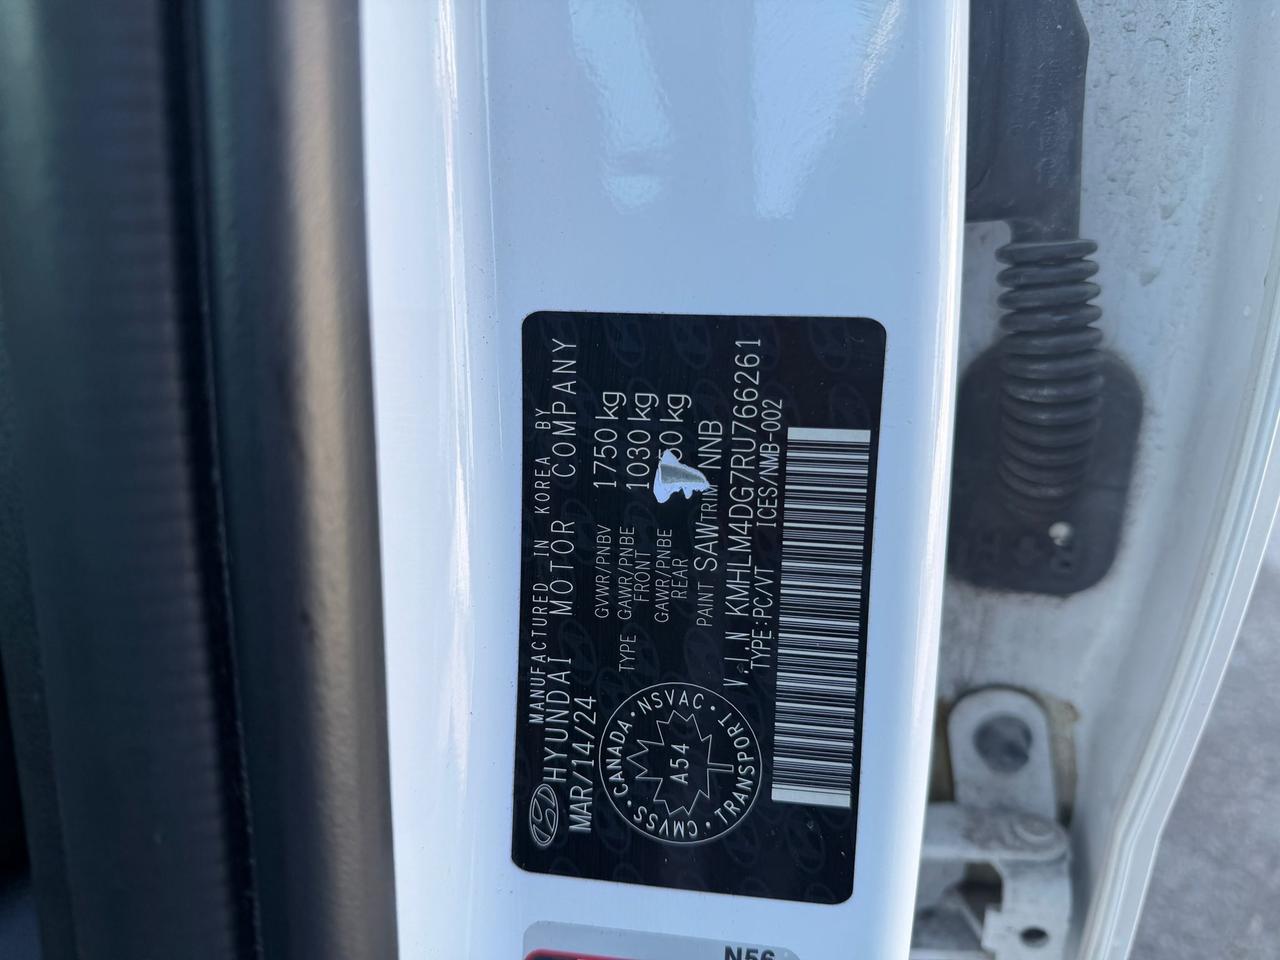 MANUFACTURED IN KOREA BY
HYUNDAI MOTOR COMPANY
MAR/14/24
GVWR/PNBV 1750 kg
TYPE GAWR/PNBE FRONT 1030 kg
GAWR/PNBE REAR 50 kg
PAINT SAW TRIM NNB
V.I.N KMHLM4DG7RU766261
TYPE:PC/VT ICES/NMB-002
CANADA · NSVAC · TRANSPORT · CMVSS ·
A54
N56